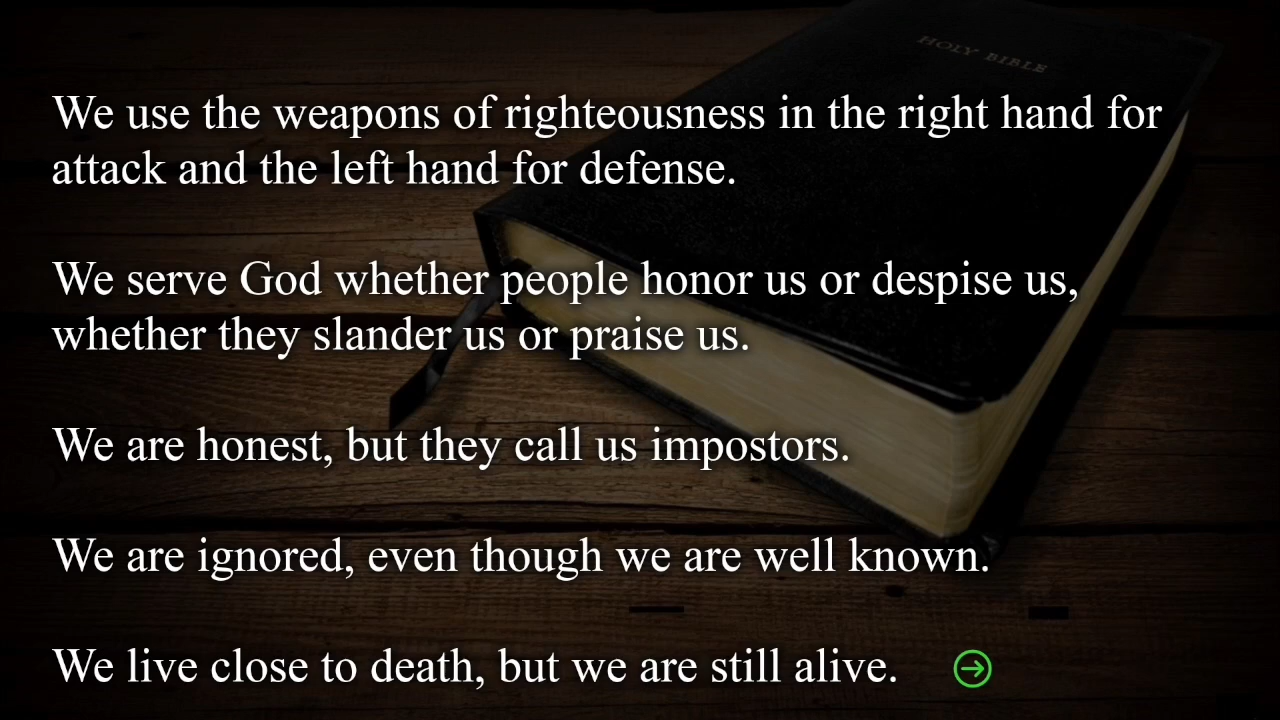 HOLY BIBLE
We use the weapons of righteousness in the right hand for
attack and the left hand for defense.
We serve God whether people honor us or despise us,
whether they slander us or praise us.
We are honest, but they call us impostors.
We are ignored, even though we are well known.
We live close to death, but we are still alive.